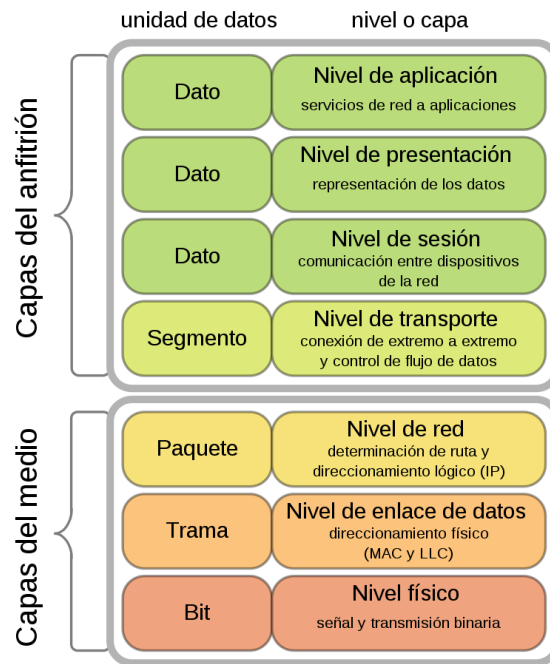 unidad de datos
nivel o capa
Capas del anfitrión
Dato
Nivel de aplicación
servicios de red a aplicaciones
Dato
Nivel de presentación
representación de los datos
Dato
Nivel de sesión
comunicación entre dispositivos
de la red
Segmento
Nivel de transporte
conexión de extremo a extremo
y control de flujo de datos
Capas del medio
Paquete
Nivel de red
determinación de ruta y
direccionamiento lógico (IP)
Trama
Nivel de enlace de datos
direccionamiento físico
(MAC y LLC)
Bit
Nivel físico
señal y transmisión binaria